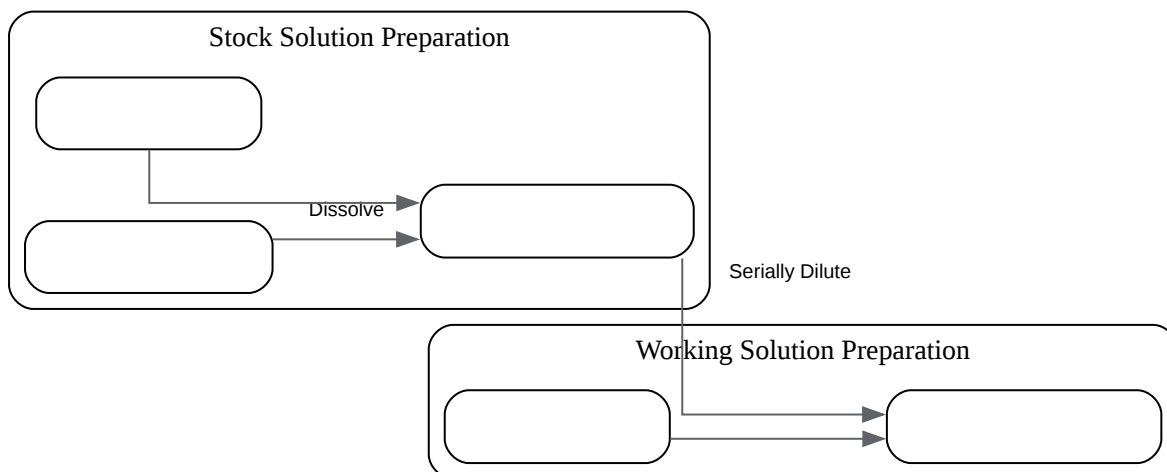 Stock Solution Preparation
Dissolve
Serially Dilute
Working Solution Preparation